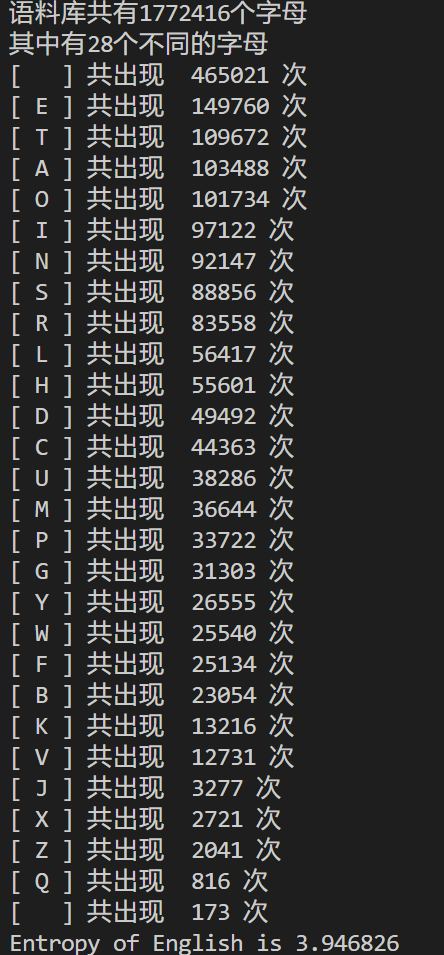 语料库共有1772416个字母
其中有28个不同的字母
[   ] 共出现  465021 次
[ E ] 共出现  149760 次
[ T ] 共出现  109672 次
[ A ] 共出现  103488 次
[ O ] 共出现  101734 次
[ I ] 共出现  97122 次
[ N ] 共出现  92147 次
[ S ] 共出现  88856 次
[ R ] 共出现  83558 次
[ L ] 共出现  56417 次
[ H ] 共出现  55601 次
[ D ] 共出现  49492 次
[ C ] 共出现  44363 次
[ U ] 共出现  38286 次
[ M ] 共出现  36644 次
[ P ] 共出现  33722 次
[ G ] 共出现  31303 次
[ Y ] 共出现  26555 次
[ W ] 共出现  25540 次
[ F ] 共出现  25134 次
[ B ] 共出现  23054 次
[ K ] 共出现  13216 次
[ V ] 共出现  12731 次
[ J ] 共出现  3277 次
[ X ] 共出现  2721 次
[ Z ] 共出现  2041 次
[ Q ] 共出现  816 次
[   ] 共出现  173 次
Entropy of English is 3.946826